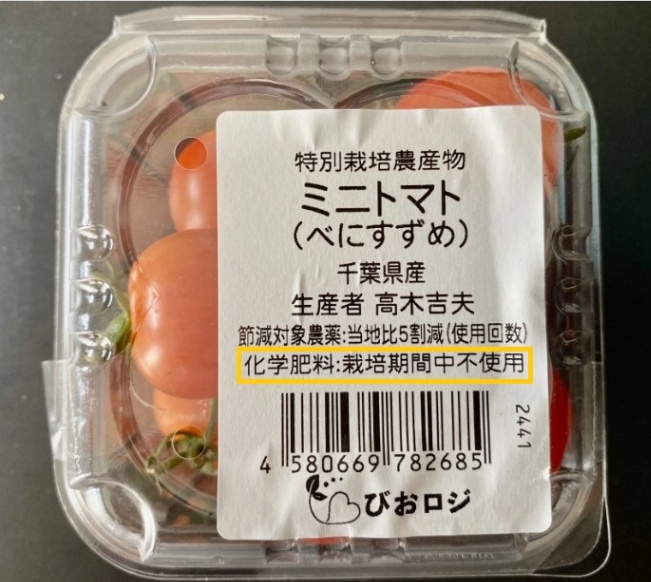 特別栽培農産物
ミニトマト
(べにすずめ)
千葉県産
生産者 高木吉夫
節減対象農薬:当地比5割減(使用回数)
化学肥料:栽培期間中不使用
2441
4 580669 782685
びおロジ